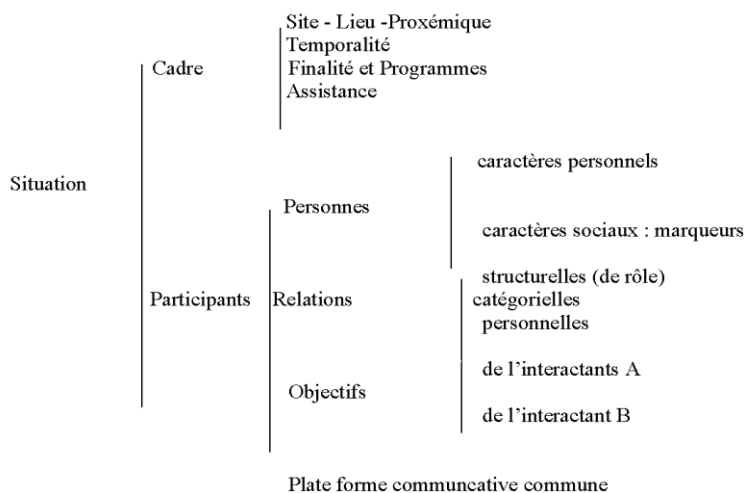 Site - Lieu -Proxémique
Temporalité
Cadre
Finalité et Programmes
Assistance
caractères personnels
Situation
Personnes
caractères sociaux : marqueurs
structurelles (de rôle)
Participants
Relations
catégorielles
personnelles
de l’interactants A
Objectifs
de l’interactant B
Plate forme communcative commune